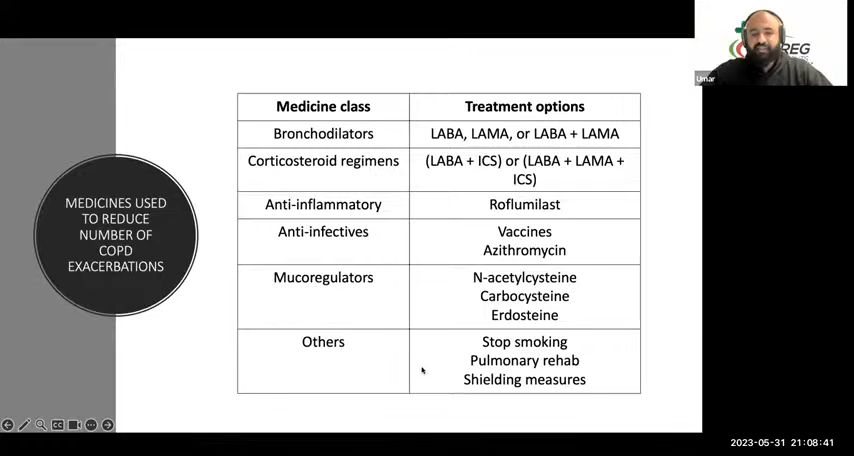 REG
Umar
MEDICINES USED
TO REDUCE
NUMBER OF
COPD
EXACERBATIONS
Medicine class
Treatment options
Bronchodilators
LABA, LAMA, or LABA + LAMA
Corticosteroid regimens
(LABA + ICS) or (LABA + LAMA +
ICS)
Anti-inflammatory
Roflumilast
Anti-infectives
Vaccines
Azithromycin
Mucoregulators
N-acetylcysteine
Carbocysteine
Erdosteine
Others
Stop smoking
Pulmonary rehab
Shielding measures
CC
2023-05-31 21:08:41